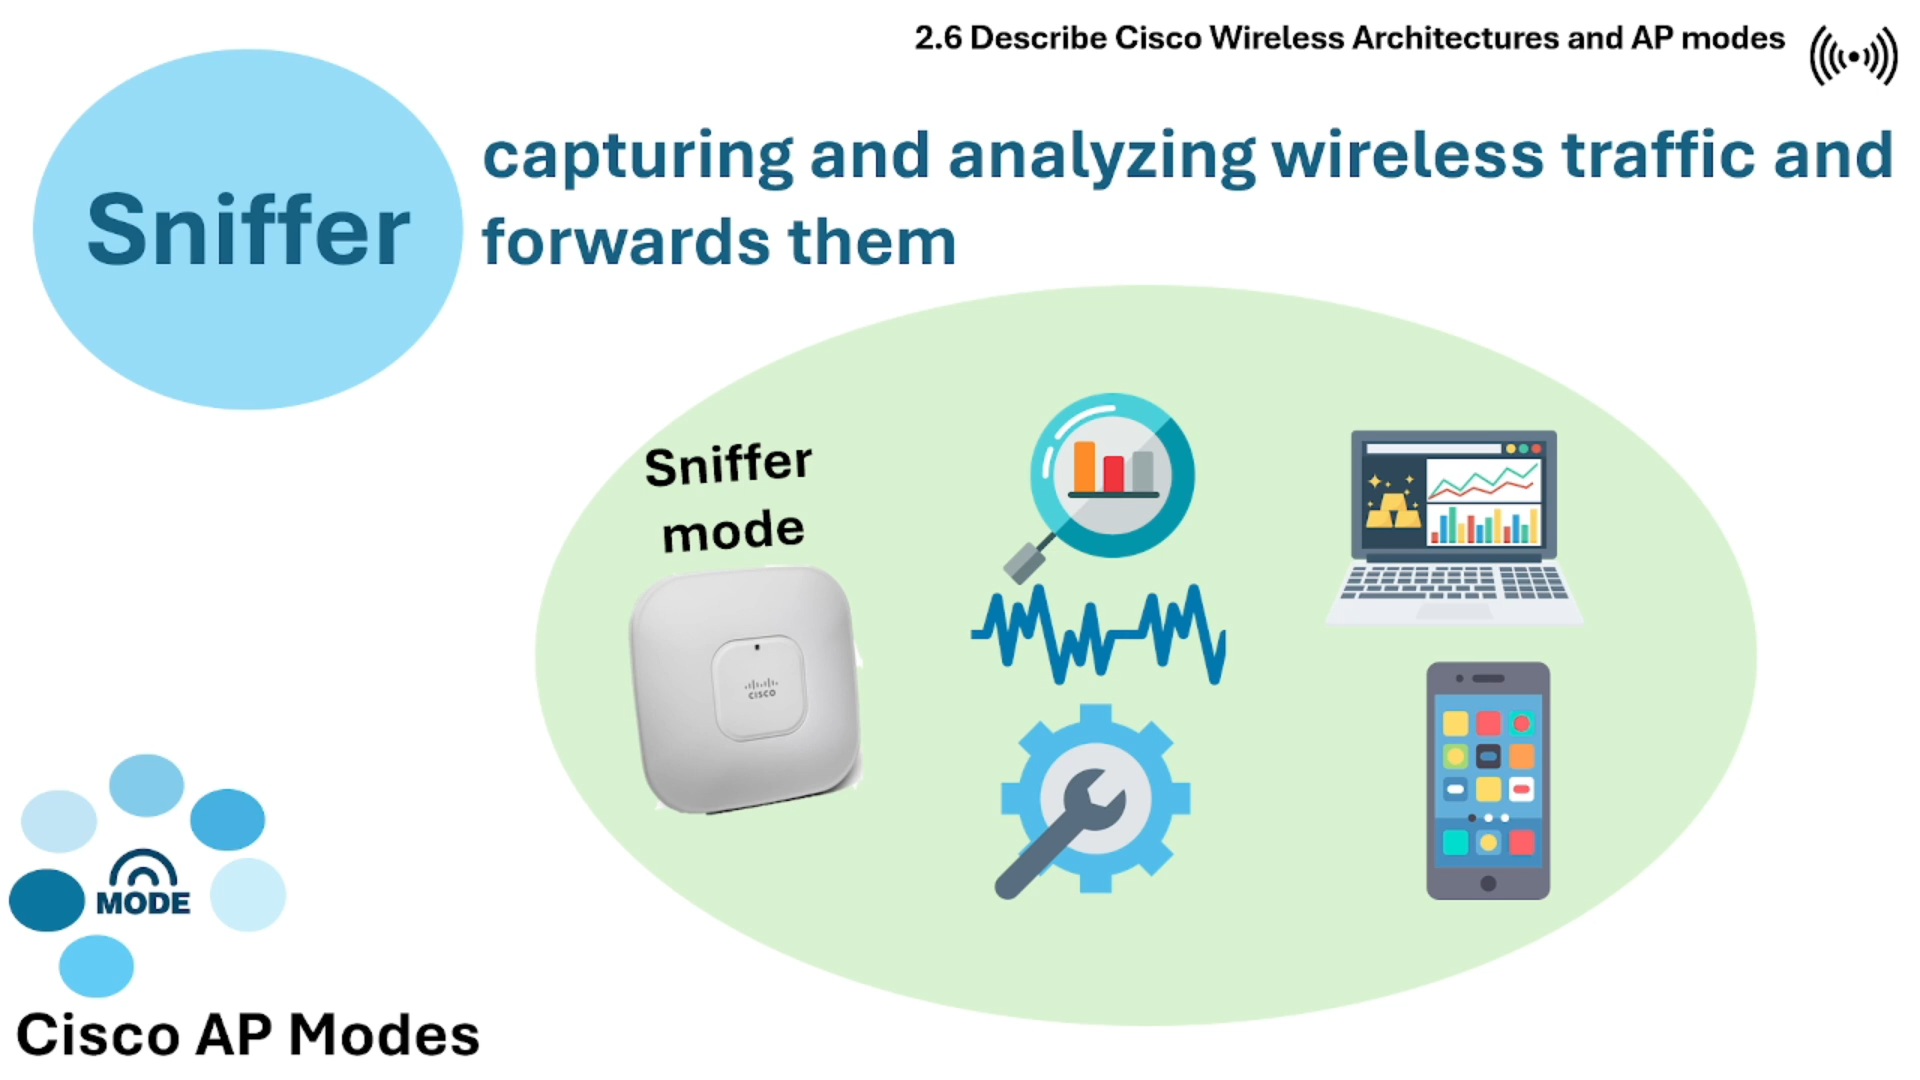 2.6 Describe Cisco Wireless Architectures and AP modes
Sniffer
capturing and analyzing wireless traffic and
forwards them
Sniffer
mode
CISCO
MODE
Cisco AP Modes